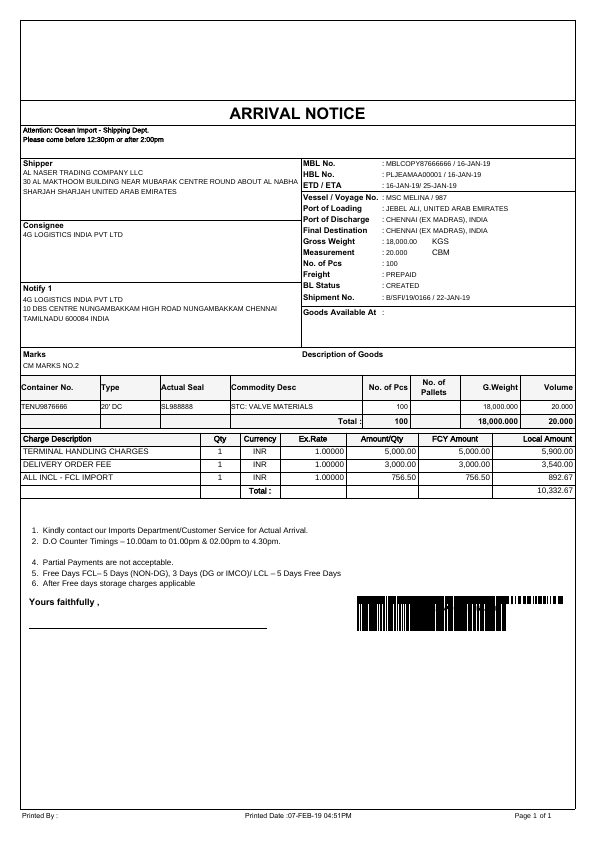 ARRIVAL NOTICE
Attention: Ocean Import - Shipping Dept.
Please come before 12:30pm or after 2:00pm
Shipper
AL NASER TRADING COMPANY LLC
30 AL MAKTHOOM BUILDING NEAR MUBARAK CENTRE ROUND ABOUT AL NABHA
SHARJAH SHARJAH UNITED ARAB EMIRATES
Consignee
4G LOGISTICS INDIA PVT LTD
Notify 1
4G LOGISTICS INDIA PVT LTD
10 DBS CENTRE NUNGAMBAKKAM HIGH ROAD NUNGAMBAKKAM CHENNAI
TAMILNADU 600084 INDIA
MBL No. : MBLCOPY87666666 / 16-JAN-19
HBL No. : PLJEAMAA00001 / 16-JAN-19
ETD / ETA : 16-JAN-19/ 25-JAN-19
Vessel / Voyage No. : MSC MELINA / 987
Port of Loading : JEBEL ALI, UNITED ARAB EMIRATES
Port of Discharge : CHENNAI (EX MADRAS), INDIA
Final Destination : CHENNAI (EX MADRAS), INDIA
Gross Weight : 18,000.00 KGS
Measurement : 20.000 CBM
No. of Pcs : 100
Freight : PREPAID
BL Status : CREATED
Shipment No. : B/SFI/19/0166 / 22-JAN-19
Goods Available At :
Marks Description of Goods
CM MARKS NO.2
Container No. Type Actual Seal Commodity Desc No. of Pcs No. of Pallets G.Weight Volume
TENU9876666 20' DC SL988888 STC: VALVE MATERIALS 100 18,000.000 20.000
Total : 100 18,000.000 20.000
Charge Description Qty Currency Ex.Rate Amount/Qty FCY Amount Local Amount
TERMINAL HANDLING CHARGES 1 INR 1.00000 5,000.00 5,000.00 5,900.00
DELIVERY ORDER FEE 1 INR 1.00000 3,000.00 3,000.00 3,540.00
ALL INCL - FCL IMPORT 1 INR 1.00000 756.50 756.50 892.67
Total : 10,332.67
1. Kindly contact our Imports Department/Customer Service for Actual Arrival.
2. D.O Counter Timings – 10.00am to 01.00pm & 02.00pm to 4.30pm.
4. Partial Payments are not acceptable.
5. Free Days FCL– 5 Days (NON-DG), 3 Days (DG or IMCO)/ LCL – 5 Days Free Days
6. After Free days storage charges applicable
Yours faithfully ,
Printed By : Printed Date :07-FEB-19 04:51PM Page 1 of 1